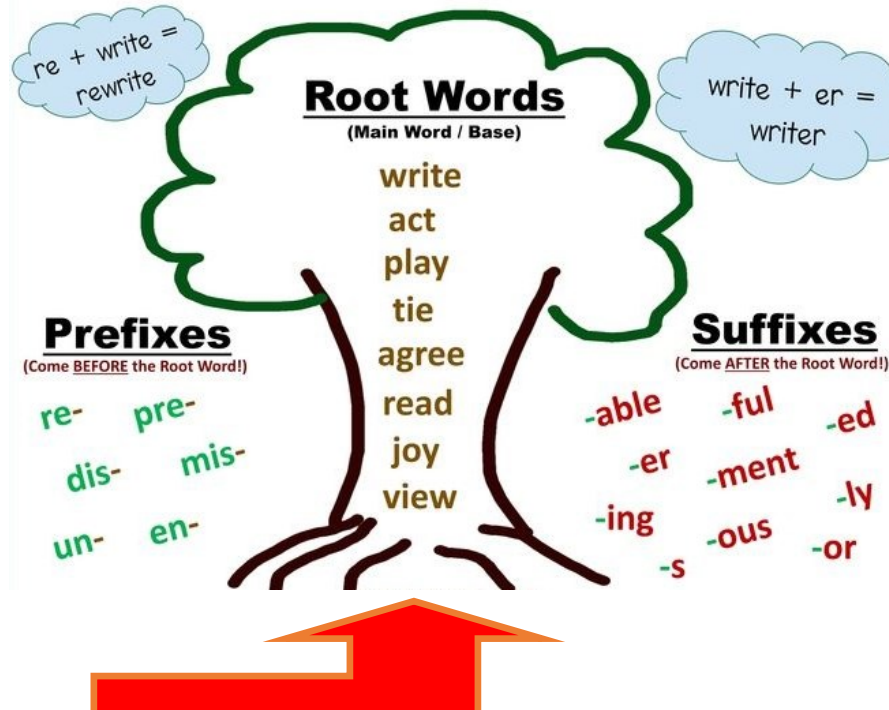 re + write =
rewrite
write + er =
writer
Root Words
(Main Word / Base)
write
act
play
tie
agree
read
joy
view
Prefixes
(Come BEFORE the Root Word!)
re- pre-
dis- mis-
un- en-
Suffixes
(Come AFTER the Root Word!)
-able -ful -ed
-er -ment -ly
-ing -ous -or
-s